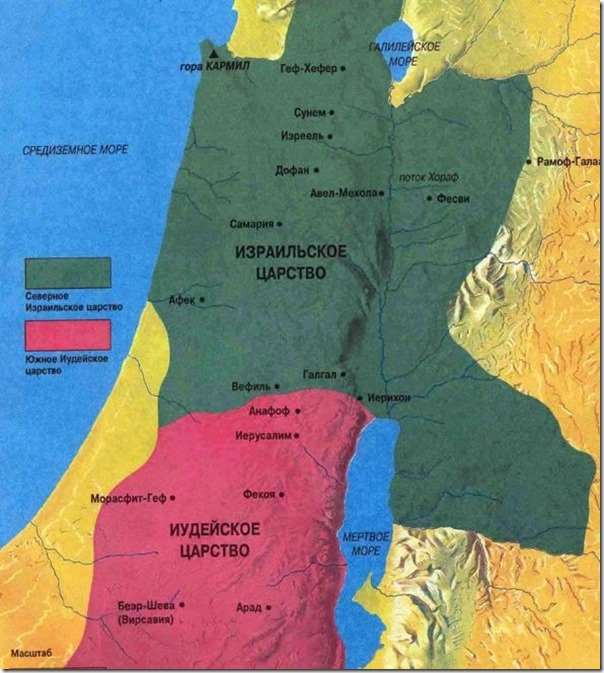 ГАЛИЛЕЙСКОЕ
МОРЕ
гора КАРМИЛ
Геф-Хефер
Сунем
Изреель
СРЕДИЗЕМНОЕ МОРЕ
Рамоф-Галаа
Дофан
поток Хораф
Авел-Мехола
Фесви
Самария
ИЗРАИЛЬСКОЕ
ЦАРСТВО
Северное
Израильское царство
Афек
Южное Иудейское
царство
Галгал
Вефиль
Иерихон
Анафоф
Иерусалим
Морасфит-Геф
Фекоя
ИУДЕЙСКОЕ
ЦАРСТВО
МЕРТВОЕ
МОРЕ
Беэр-Шева
(Вирсавия)
Арад
Масштаб